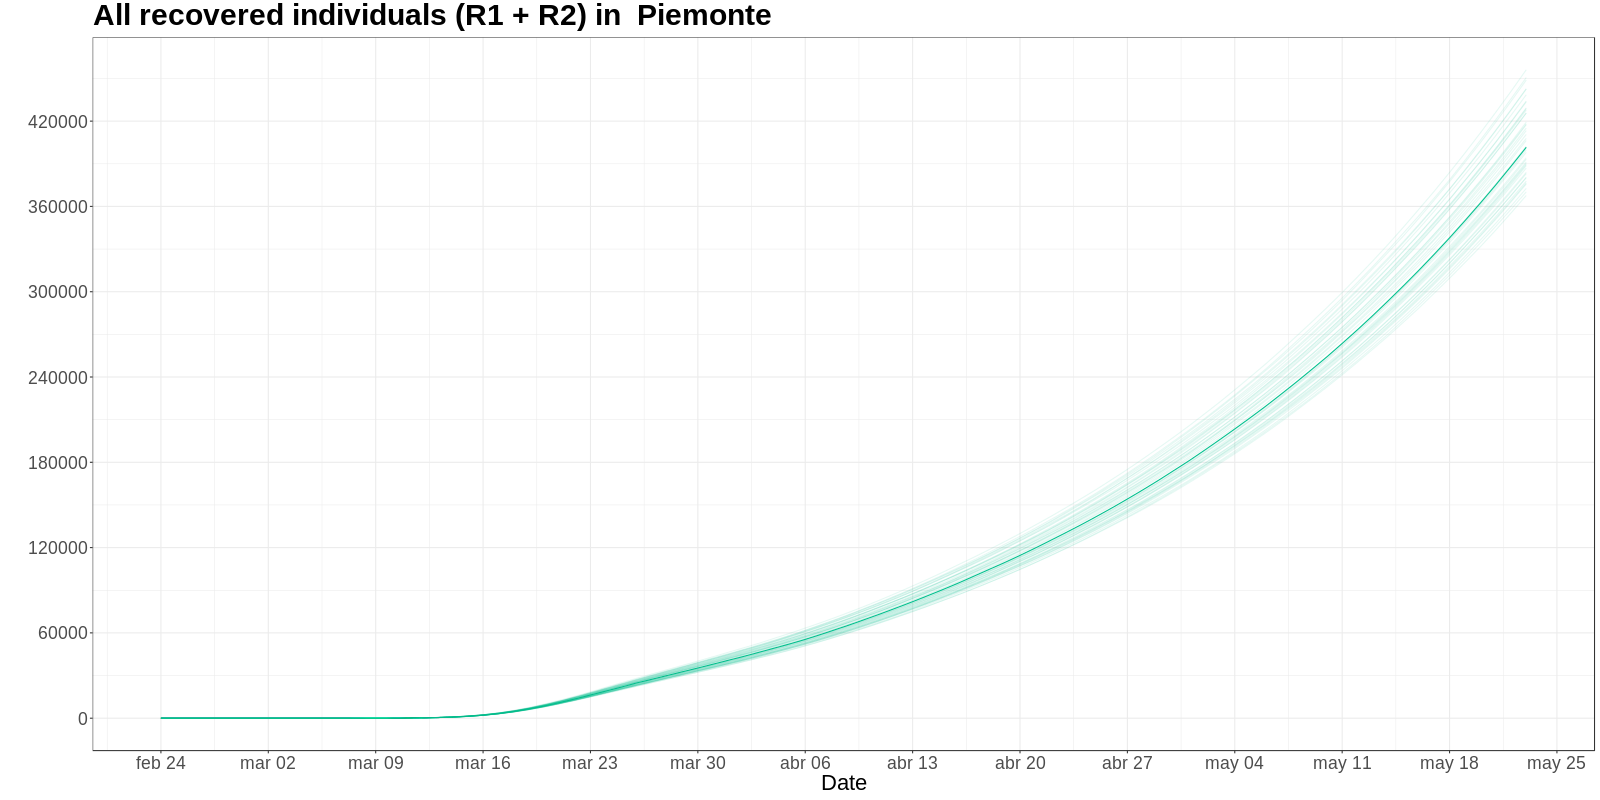 All recovered individuals (R1 + R2) in  Piemonte
420000
360000
300000
240000
180000
120000
60000
0
feb 24 mar 02 mar 09 mar 16 mar 23 mar 30 abr 06 abr 13 abr 20 abr 27 may 04 may 11 may 18 may 25
Date